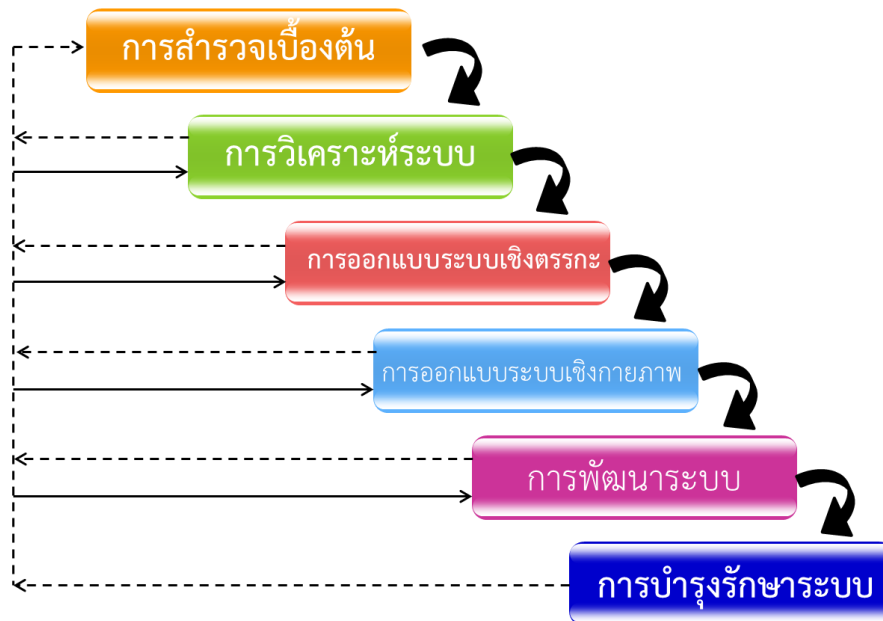 การสำรวจเบื้องต้น
การวิเคราะห์ระบบ
การออกแบบระบบเชิงตรรกะ
การออกแบบระบบเชิงกายภาพ
การพัฒนาระบบ
การบำรุงรักษาระบบ